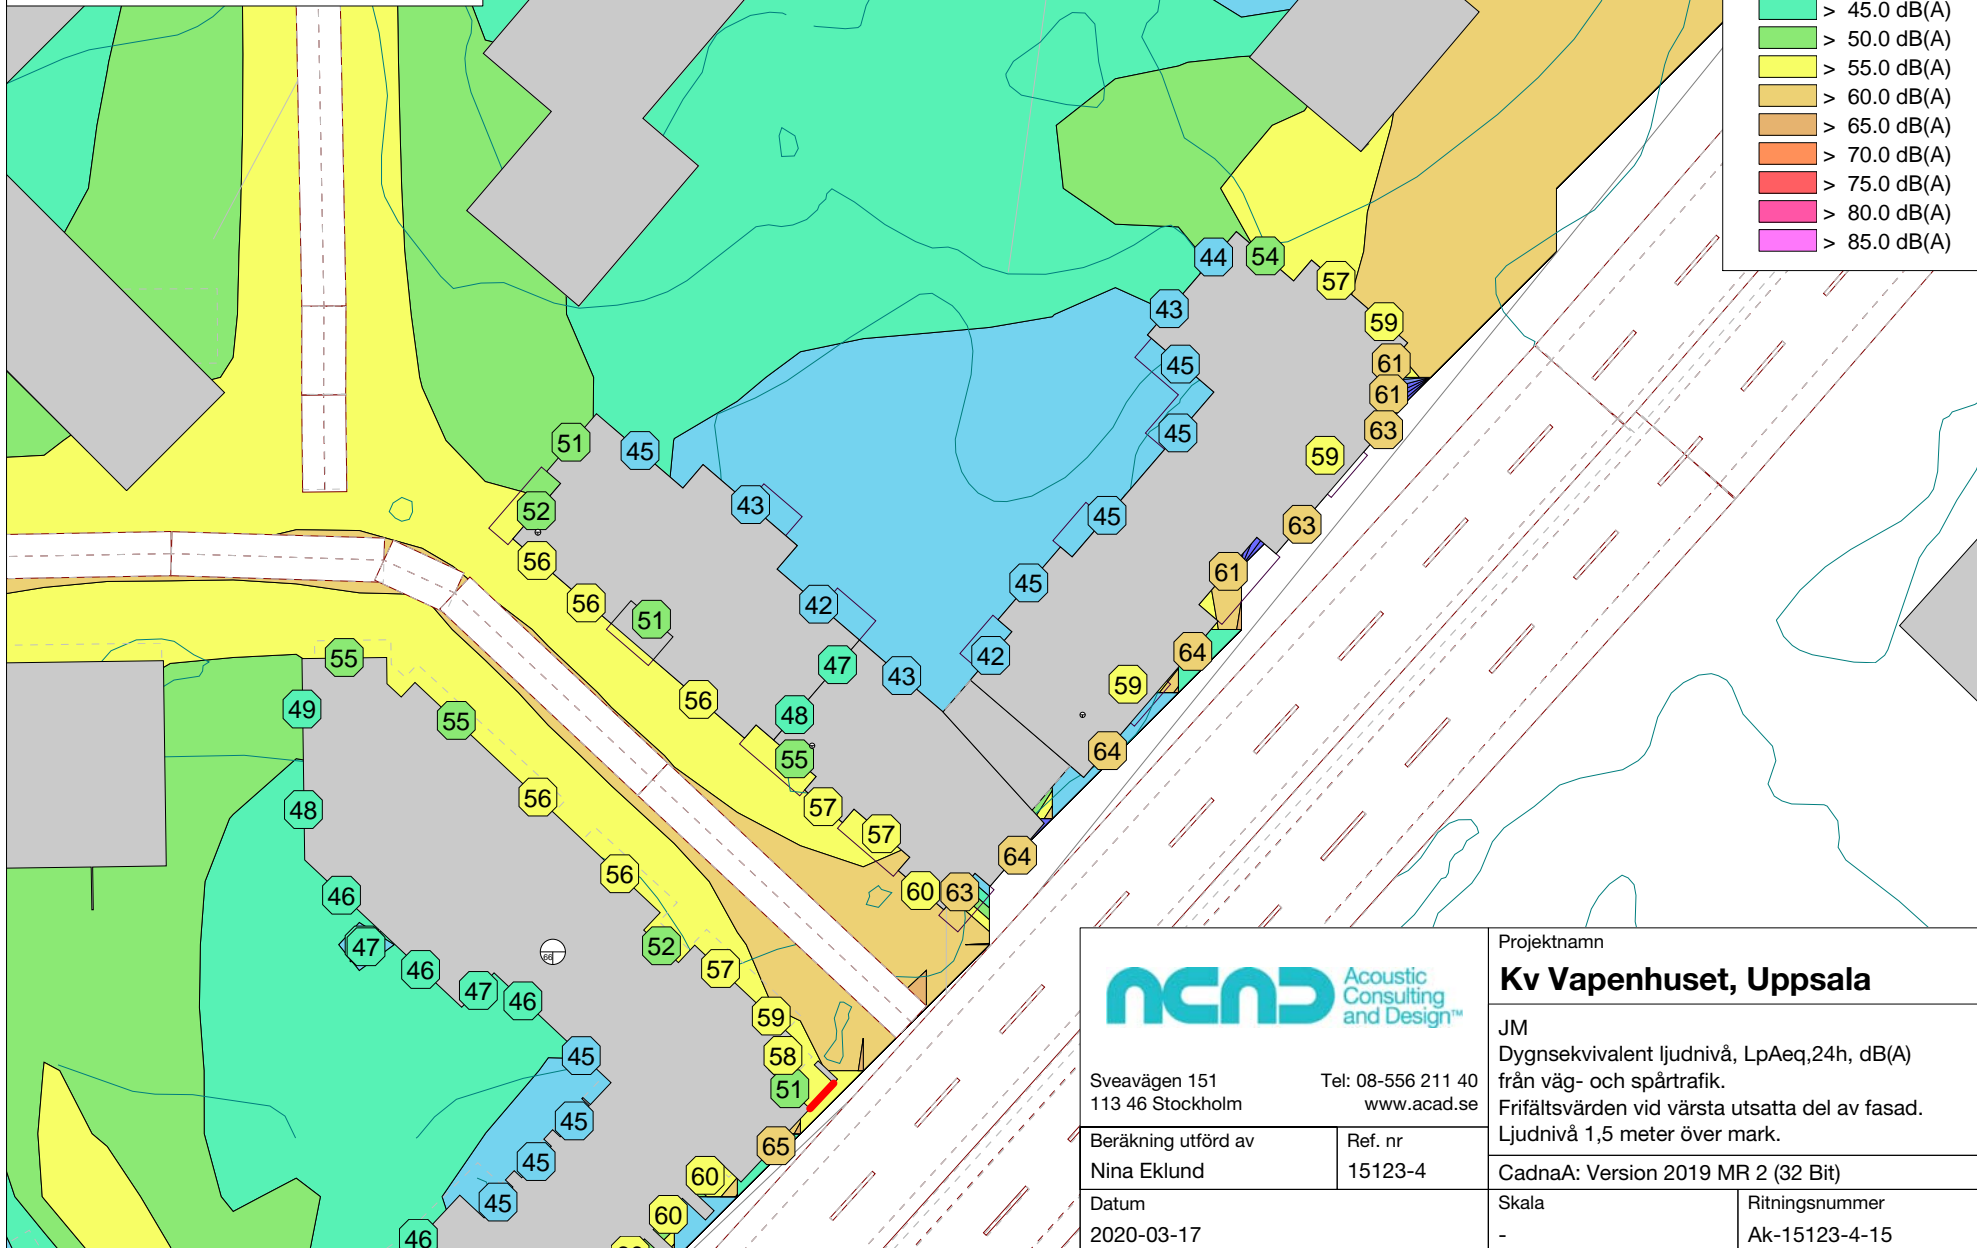 > 45.0 dB(A)
> 50.0 dB(A)
> 55.0 dB(A)
> 60.0 dB(A)
> 65.0 dB(A)
> 70.0 dB(A)
> 75.0 dB(A)
> 80.0 dB(A)
> 85.0 dB(A)
44
54
57
43
59
45
61
61
63
51
45
45
59
43
52
45
63
56
61
45
56
42
51
64
55
42
47
43
59
56
49
48
55
64
55
56
57
48
57
64
56
46
60
63
52
47
46
57
66
47
46
59
45
58
51
45
65
45
60
45
60
46
acad
Acoustic
Consulting
and Design™
Sveavägen 151
Tel: 08-556 211 40
113 46 Stockholm
www.acad.se
Projektnamn
Kv Vapenhuset, Uppsala
JM
Dygnsekvivalent ljudnivå, LpAeq,24h, dB(A)
från väg- och spårtrafik.
Frifältsvärden vid värsta utsatta del av fasad.
Ljudnivå 1,5 meter över mark.
Beräkning utförd av
Nina Eklund
Ref. nr
15123-4
CadnaA: Version 2019 MR 2 (32 Bit)
Datum
2020-03-17
Skala
-
Ritningsnummer
Ak-15123-4-15